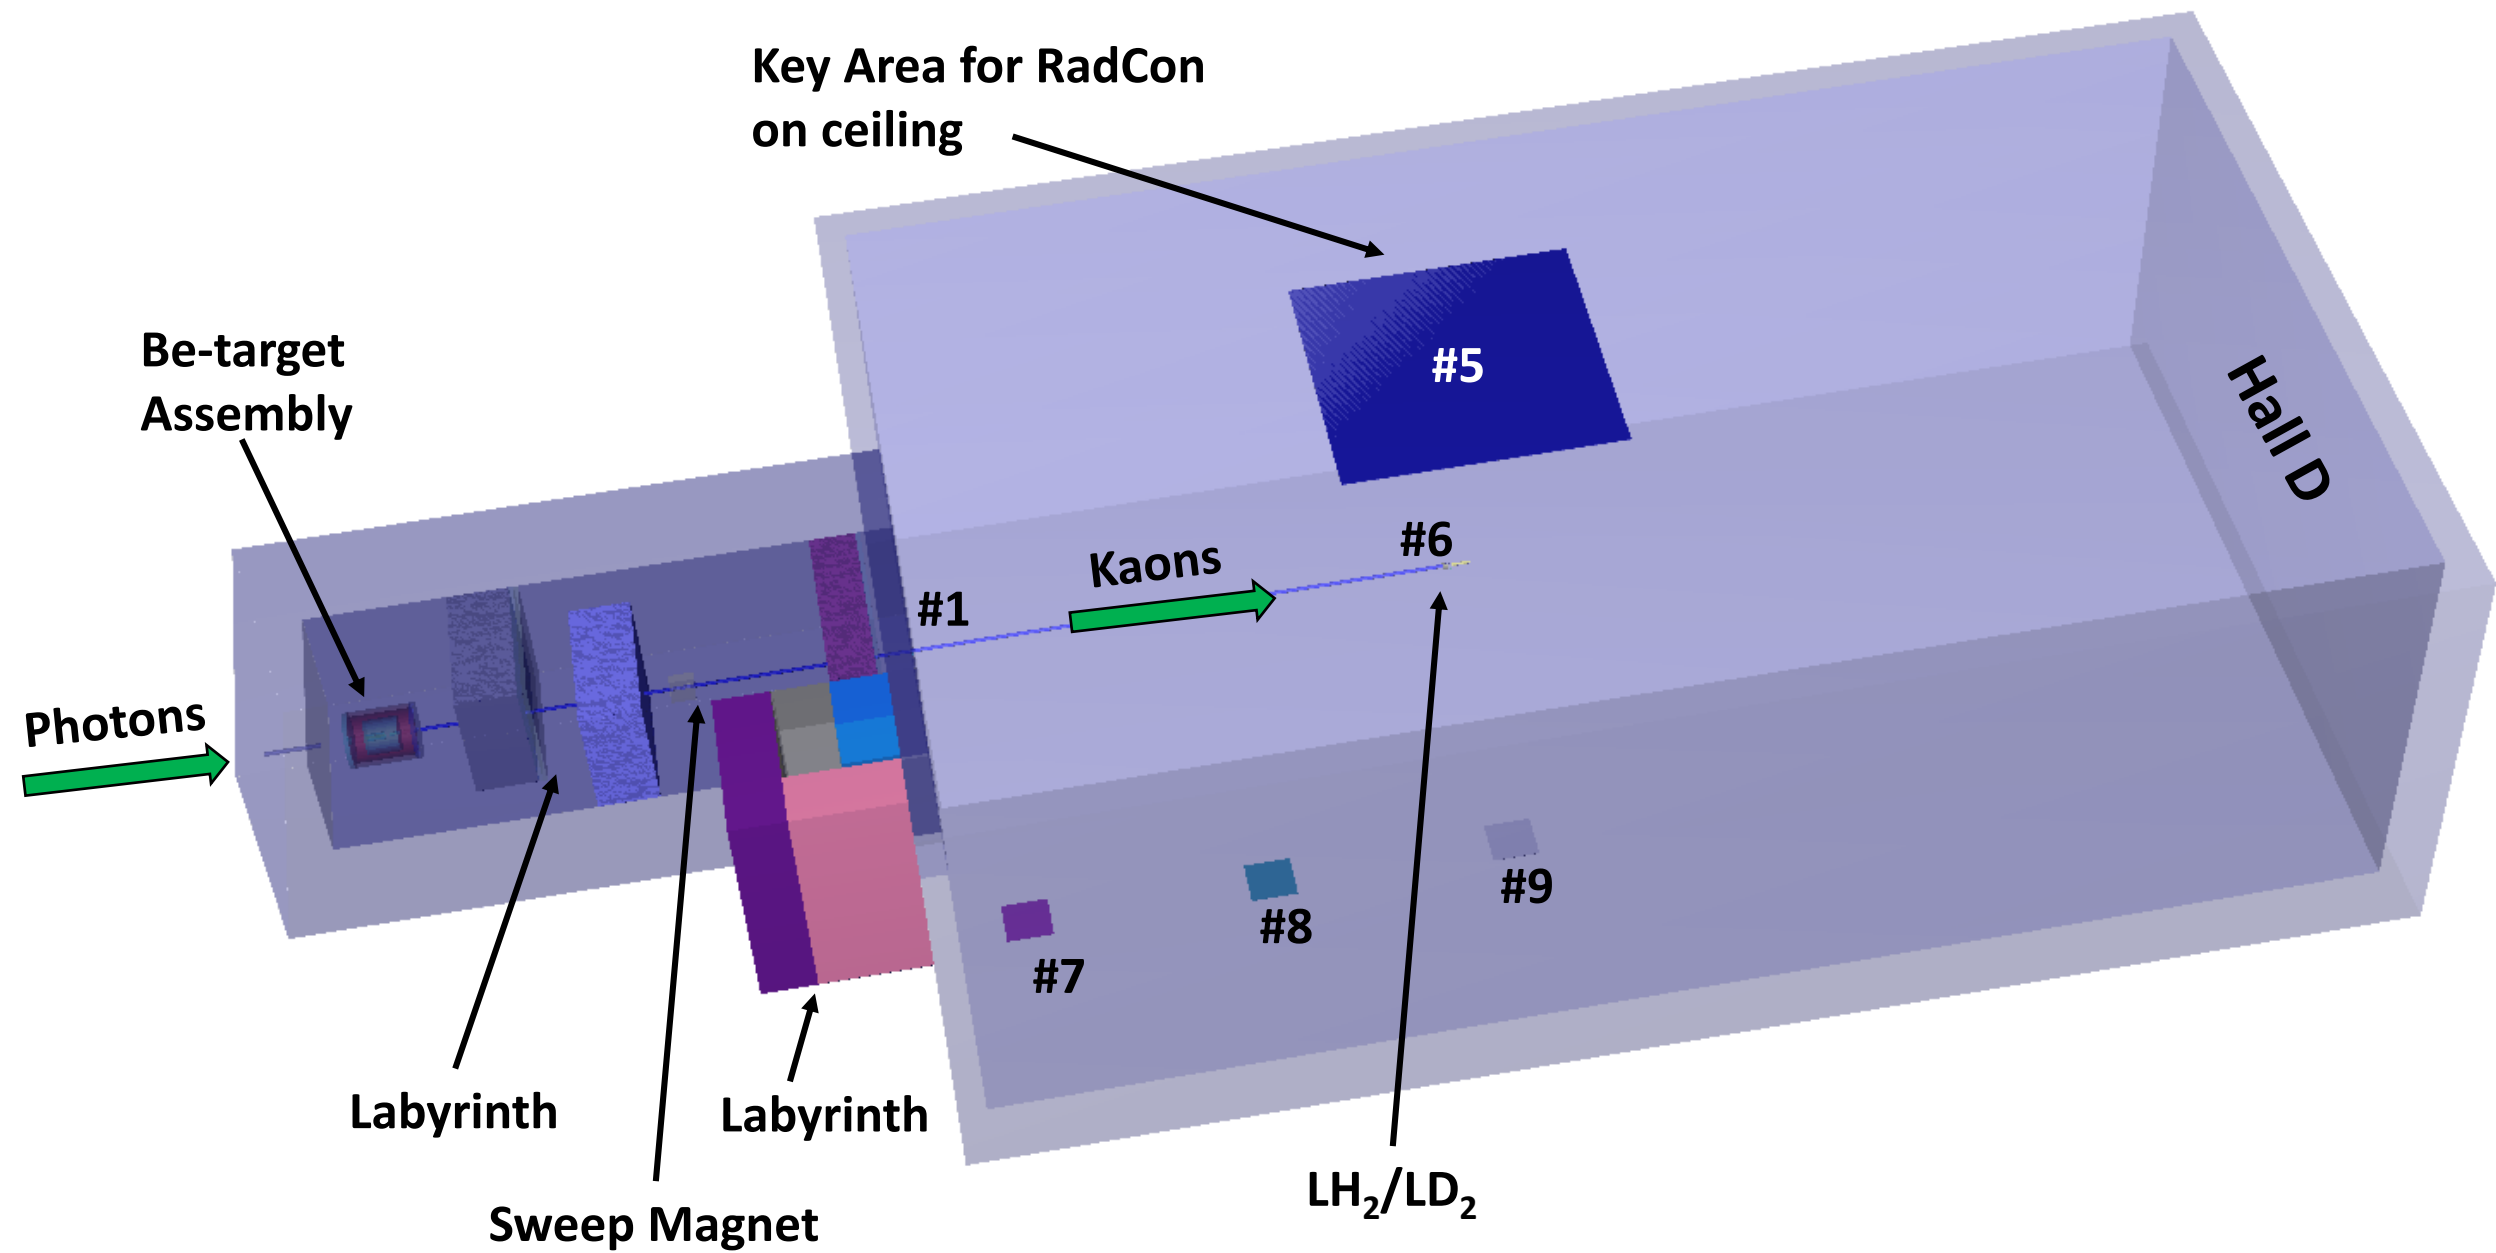 Key Area for RadCon
on ceiling
#5
Hall D
Be-target
Assembly
#6
Kaons
#1
Photons
#9
#8
#7
Labyrinth
Labyrinth
Sweep Magnet
LH₂/LD₂